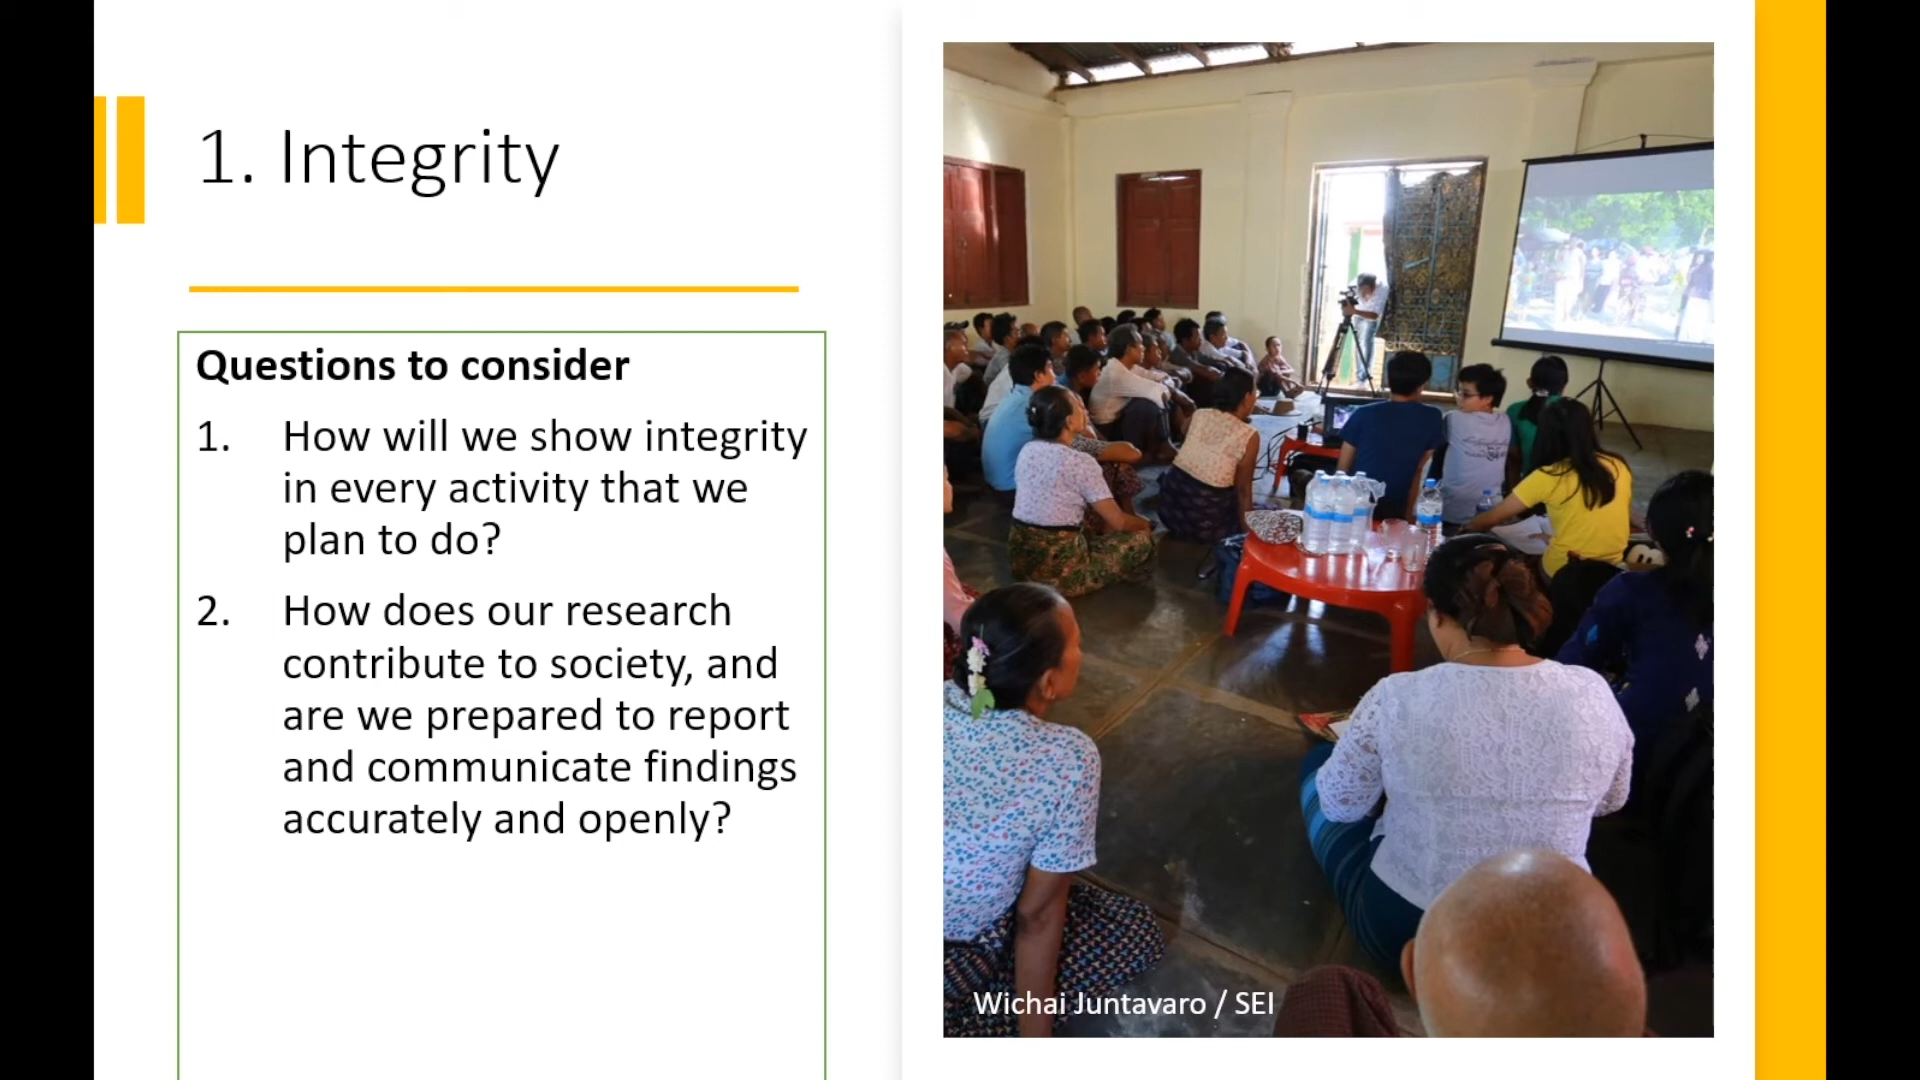 1. Integrity
Questions to consider
1. How will we show integrity
in every activity that we
plan to do?
2. How does our research
contribute to society, and
are we prepared to report
and communicate findings
accurately and openly?
Wichai Juntavaro / SEI